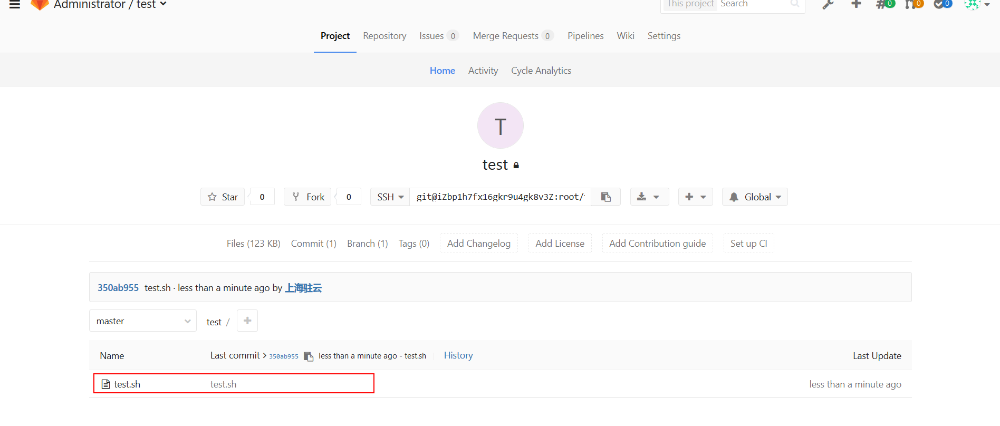 Administrator / test
This project Search 0 0 0
Project Repository Issues 0 Merge Requests 0 Pipelines Wiki Settings
Home Activity Cycle Analytics
T
test
Star 0 Fork 0 SSH git@iZbp1h7fx16gkr9u4gk8v3Z:root/ Global
Files (123 KB) Commit (1) Branch (1) Tags (0) Add Changelog Add License Add Contribution guide Set up CI
350ab955 test.sh · less than a minute ago by 上海驻云
master test / +
Name Last commit > 350ab955 less than a minute ago - test.sh History Last Update
test.sh test.sh less than a minute ago